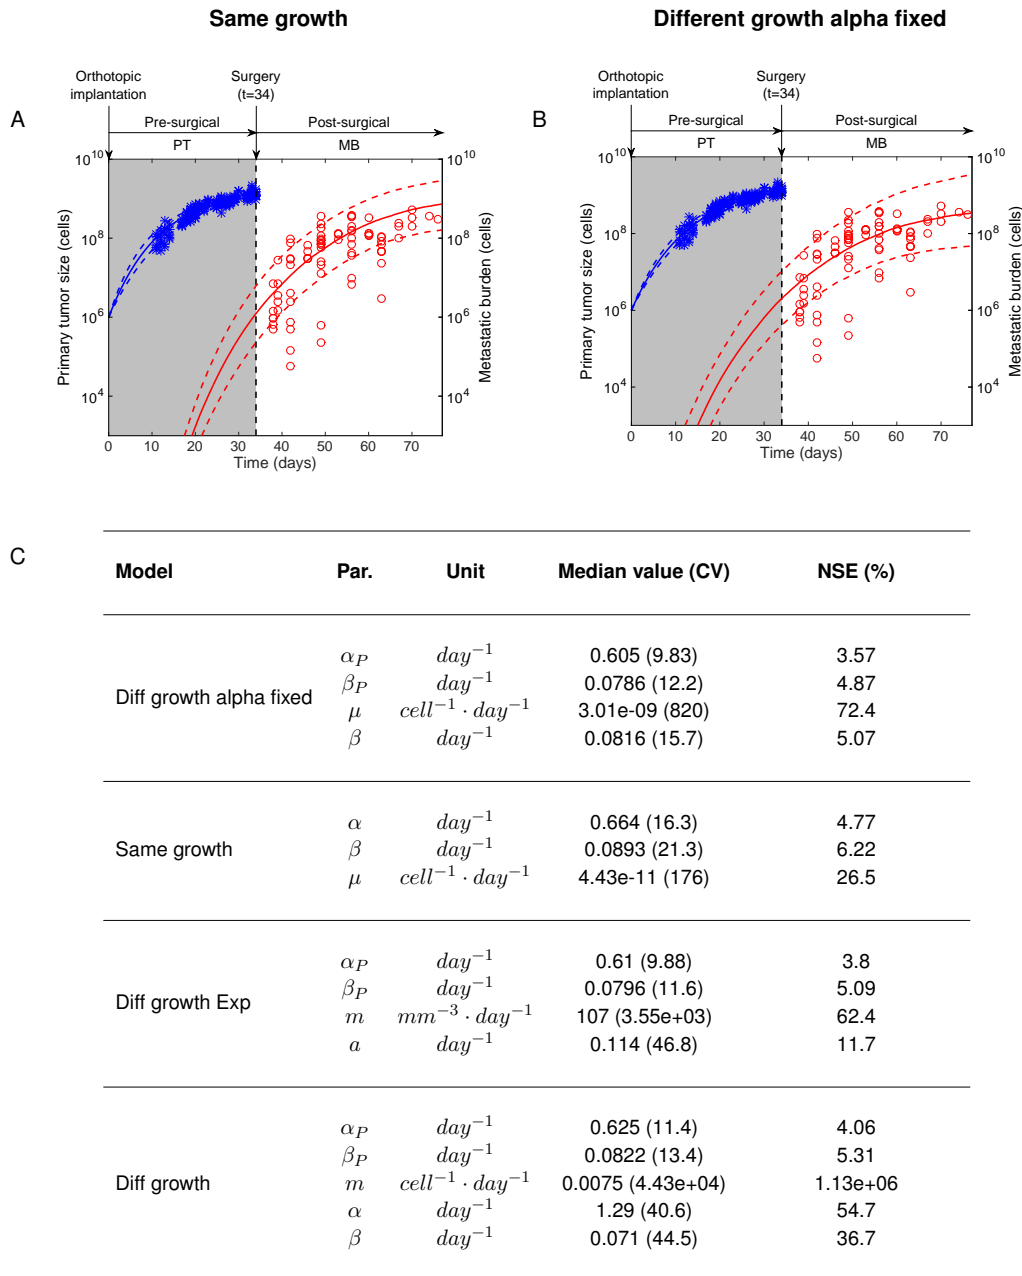 Same growth
Different growth alpha fixed
A
Orthotopic
implantation
Surgery
(t=34)
Pre-surgical
Post-surgical
PT
MB
10^10
10^8
10^6
10^4
Primary tumor size (cells)
10^10
10^8
10^6
10^4
Metastatic burden (cells)
0 10 20 30 40 50 60 70
Time (days)
B
Orthotopic
implantation
Surgery
(t=34)
Pre-surgical
Post-surgical
PT
MB
10^10
10^8
10^6
10^4
Primary tumor size (cells)
10^10
10^8
10^6
10^4
Metastatic burden (cells)
0 10 20 30 40 50 60 70
Time (days)
C
Model Par. Unit Median value (CV) NSE (%)
Diff growth alpha fixed
α_P day^−1 0.605 (9.83) 3.57
β_P day^−1 0.0786 (12.2) 4.87
μ cell^−1 · day^−1 3.01e-09 (820) 72.4
β day^−1 0.0816 (15.7) 5.07
Same growth
α day^−1 0.664 (16.3) 4.77
β day^−1 0.0893 (21.3) 6.22
μ cell^−1 · day^−1 4.43e-11 (176) 26.5
Diff growth Exp
α_P day^−1 0.61 (9.88) 3.8
β_P day^−1 0.0796 (11.6) 5.09
m mm^−3 · day^−1 107 (3.55e+03) 62.4
a day^−1 0.114 (46.8) 11.7
Diff growth
α_P day^−1 0.625 (11.4) 4.06
β_P day^−1 0.0822 (13.4) 5.31
m cell^−1 · day^−1 0.0075 (4.43e+04) 1.13e+06
α day^−1 1.29 (40.6) 54.7
β day^−1 0.071 (44.5) 36.7